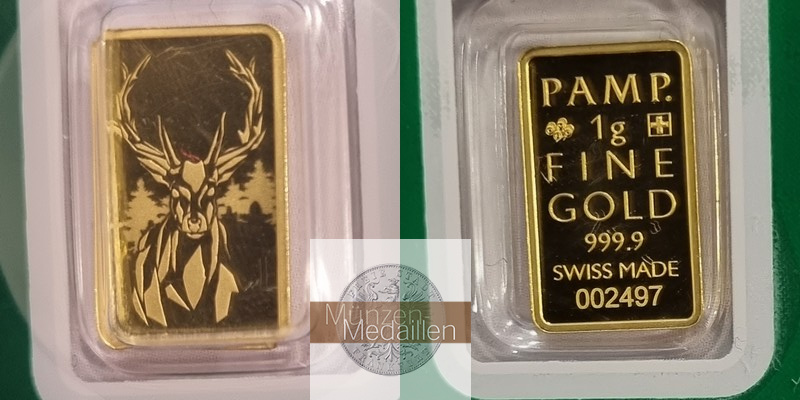 PAMP.
1g
FINE
GOLD
999.9
SWISS MADE
002497
Münzen
Medaillen